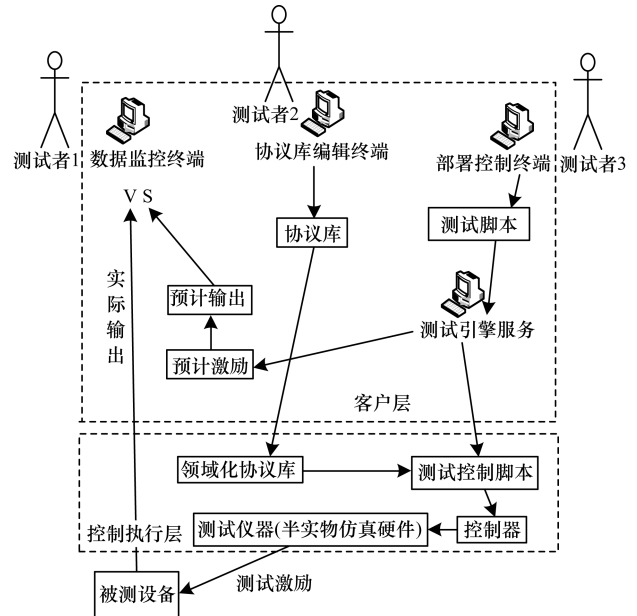 测试者2
测试者1
数据监控终端
协议库编辑终端
部署控制终端
测试者3
V S
协议库
测试脚本
实际输出
预计输出
测试引擎服务
预计激励
客户层
领域化协议库
测试控制脚本
控制执行层
测试仪器(半实物仿真硬件)
控制器
被测设备
测试激励